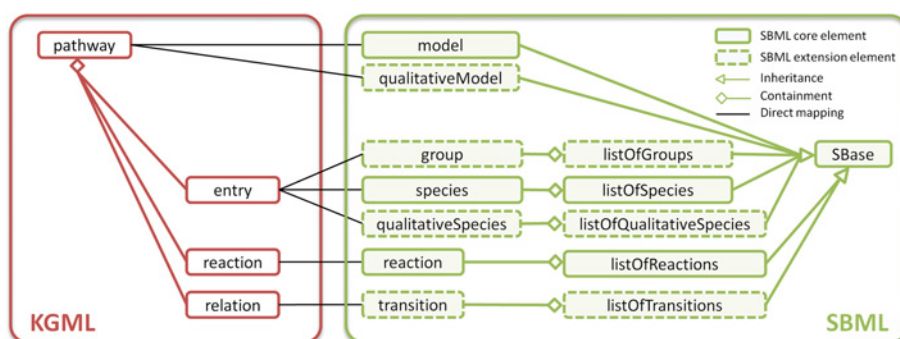 pathway
entry
reaction
relation
KGML
model
qualitativeModel
group
listOfGroups
species
listOfSpecies
qualitativeSpecies
listOfQualitativeSpecies
reaction
listOfReactions
transition
listOfTransitions
SBase
SBML core element
SBML extension element
Inheritance
Containment
Direct mapping
SBML